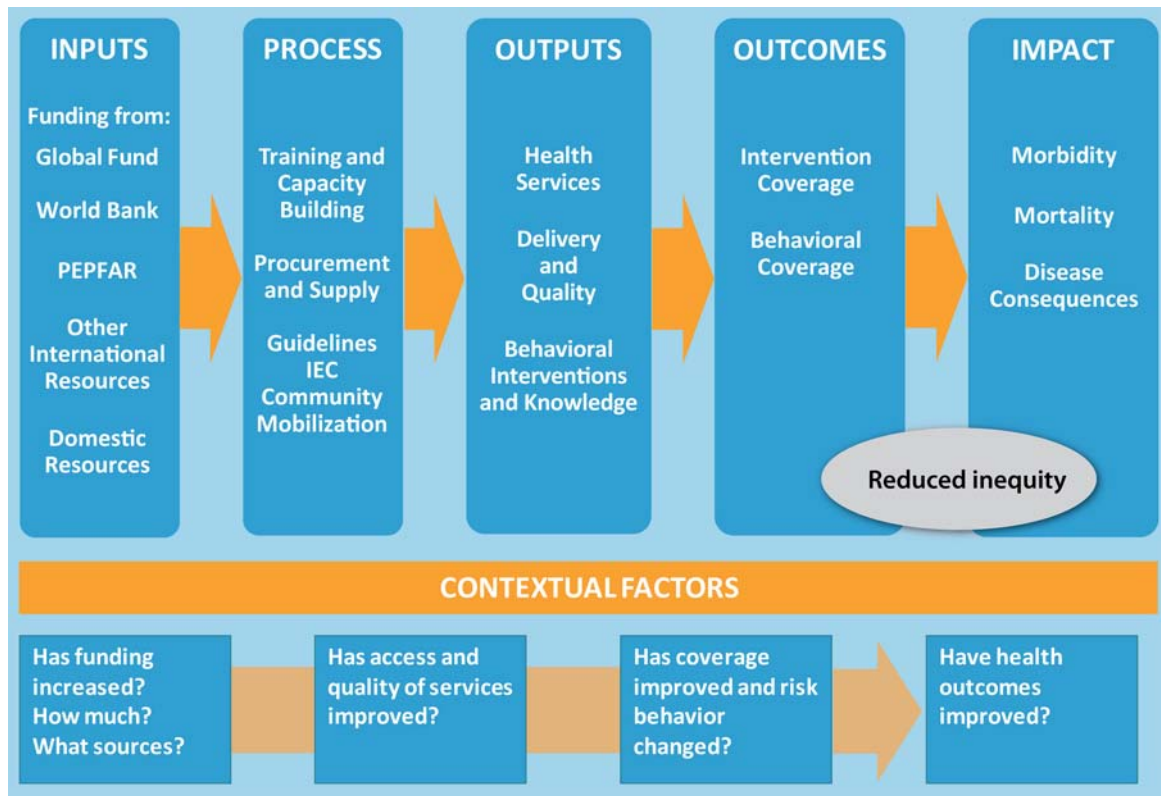 INPUTS
Funding from:
Global Fund
World Bank
PEPFAR
Other
International
Resources
Domestic
Resources
PROCESS
Training and
Capacity
Building
Procurement
and Supply
Guidelines
IEC
Community
Mobilization
OUTPUTS
Health
Services
Delivery
and
Quality
Behavioral
Interventions
and Knowledge
OUTCOMES
Intervention
Coverage
Behavioral
Coverage
IMPACT
Morbidity
Mortality
Disease
Consequences
Reduced inequity
CONTEXTUAL FACTORS
Has funding
increased?
How much?
What sources?
Has access and
quality of services
improved?
Has coverage
improved and risk
behavior
changed?
Have health
outcomes
improved?